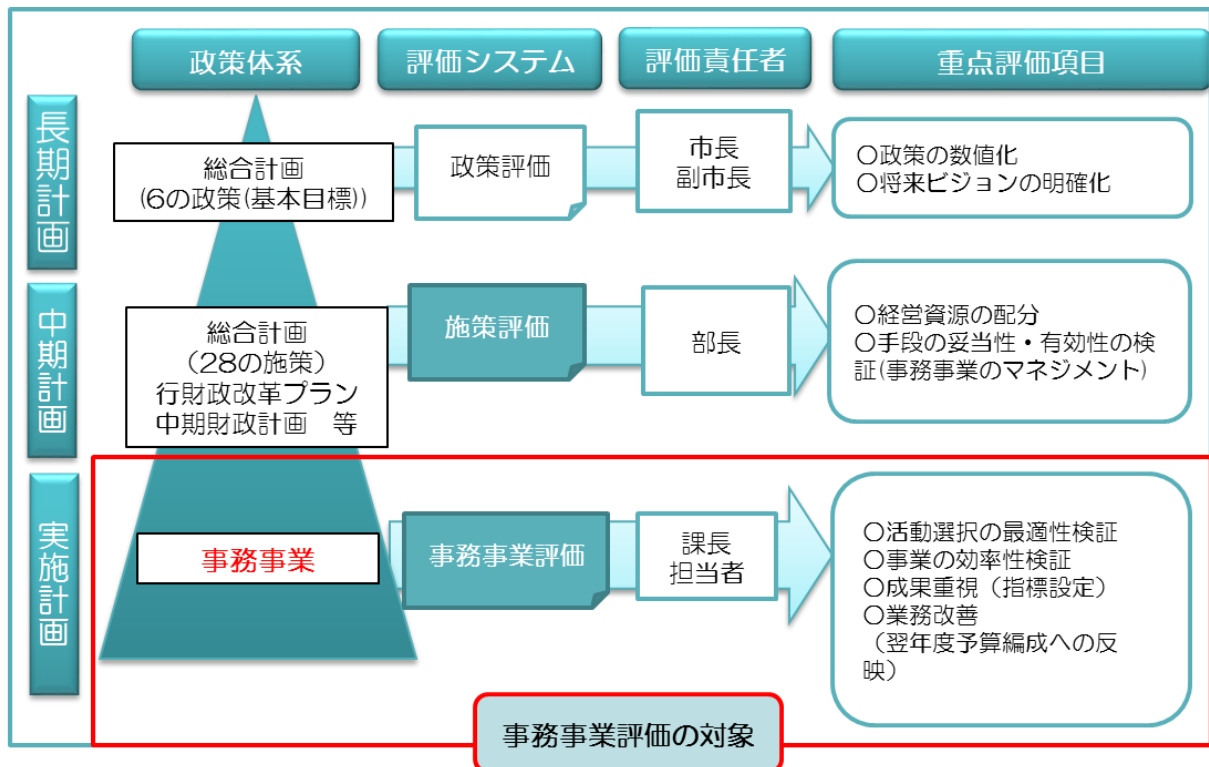 政策体系
評価システム
評価責任者
重点評価項目
長期計画
総合計画
(6の政策(基本目標))
政策評価
市長
副市長
〇政策の数値化
〇将来ビジョンの明確化
中期計画
総合計画
（28の施策）
行財政改革プラン
中期財政計画　等
施策評価
部長
〇経営資源の配分
〇手段の妥当性・有効性の検
証(事務事業のマネジメント)
実施計画
事務事業
事務事業評価
課長
担当者
〇活動選択の最適性検証
〇事業の効率性検証
〇成果重視（指標設定）
〇業務改善
（翌年度予算編成への反
映）
事務事業評価の対象